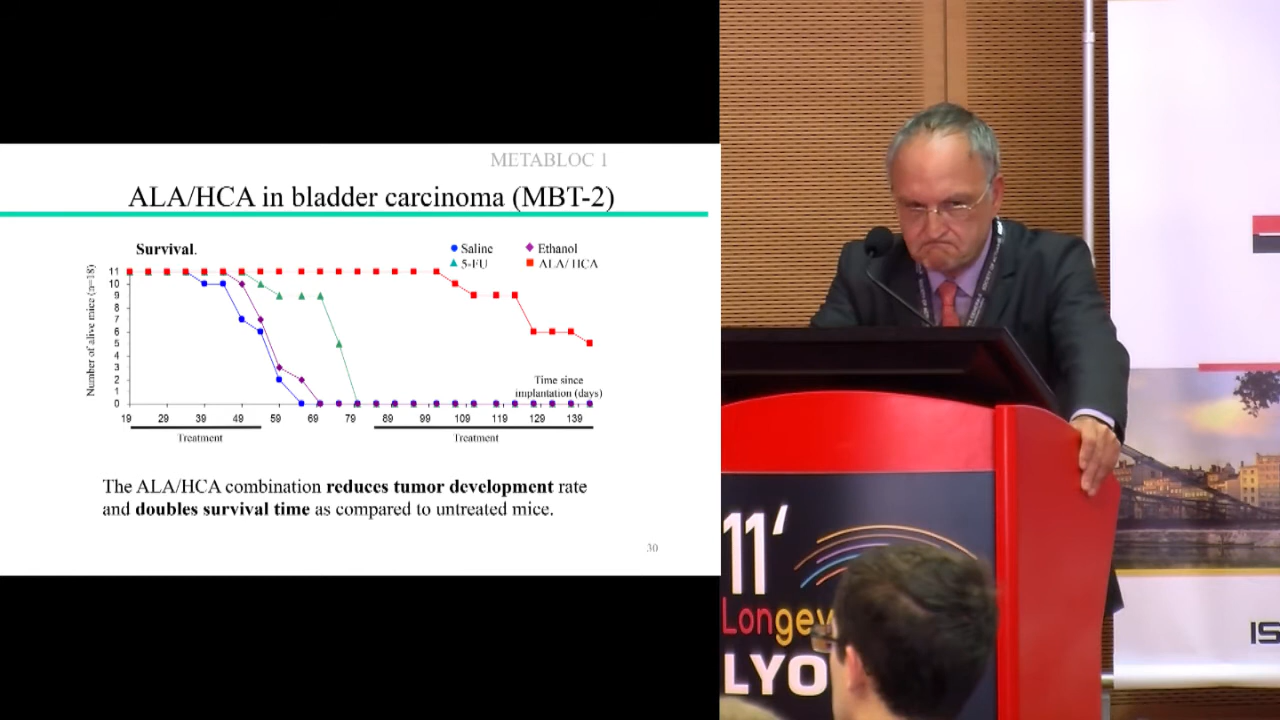 METABLOC 1
ALA/HCA in bladder carcinoma (MBT-2)
Survival.
Saline
Ethanol
5-FU
ALA/ HCA
Number of alive mice (n=18)
11
10
9
8
7
6
5
4
3
2
1
0
Time since
implantation (days)
19 29 39 49 59 69 79 89 99 109 119 129 139
Treatment
Treatment
The ALA/HCA combination reduces tumor development rate
and doubles survival time as compared to untreated mice.
30
11'
Longev
LYO
IS